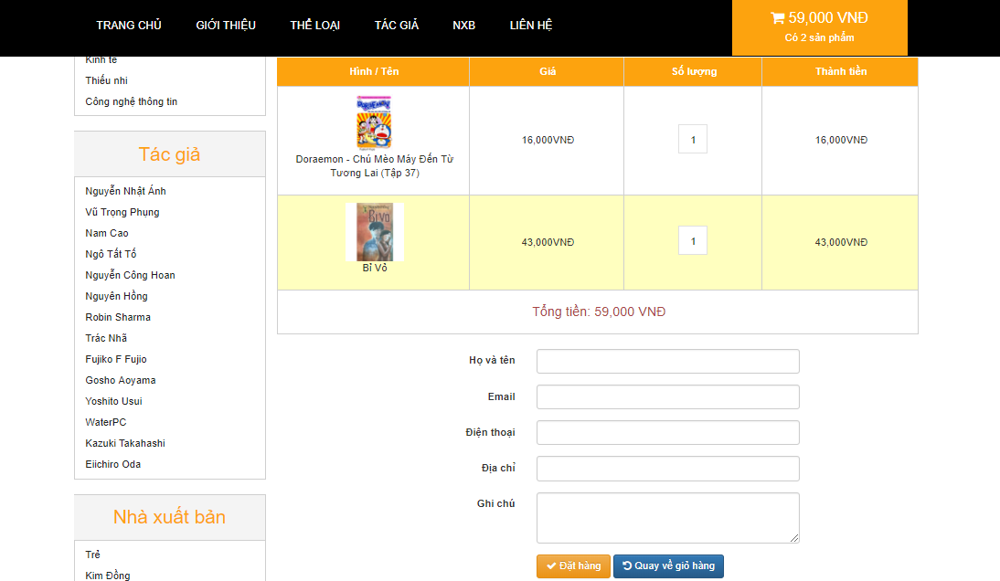 TRANG CHỦ
GIỚI THIỆU
THỂ LOẠI
TÁC GIẢ
NXB
LIÊN HỆ
59,000 VNĐ
Có 2 sản phẩm
Kinh tế
Thiếu nhi
Công nghệ thông tin
Tác giả
Nguyễn Nhật Ánh
Vũ Trọng Phụng
Nam Cao
Ngô Tất Tố
Nguyễn Công Hoan
Nguyên Hồng
Robin Sharma
Trác Nhã
Fujiko F Fujio
Gosho Aoyama
Yoshito Usui
WaterPC
Kazuki Takahashi
Eiichiro Oda
Nhà xuất bản
Trẻ
Kim Đồng
Hình / Tên
Giá
Số lượng
Thành tiền
Doraemon - Chú Mèo Máy Đến Từ
Tương Lai (Tập 37)
16,000VNĐ
1
16,000VNĐ
Bỉ Vỏ
43,000VNĐ
1
43,000VNĐ
Tổng tiền: 59,000 VNĐ
Họ và tên
Email
Điện thoại
Địa chỉ
Ghi chú
Đặt hàng
Quay về giỏ hàng